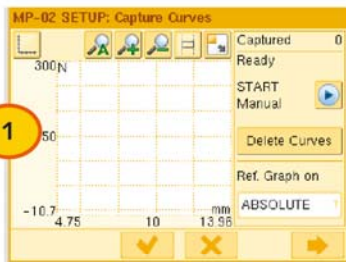 MP-02 SETUP: Capture Curves
Captured 0
Ready
START
Manual
Delete Curves
Ref. Graph on
ABSOLUTE
A
300 N
1
50
-10.7
mm
4.75 10 13.96